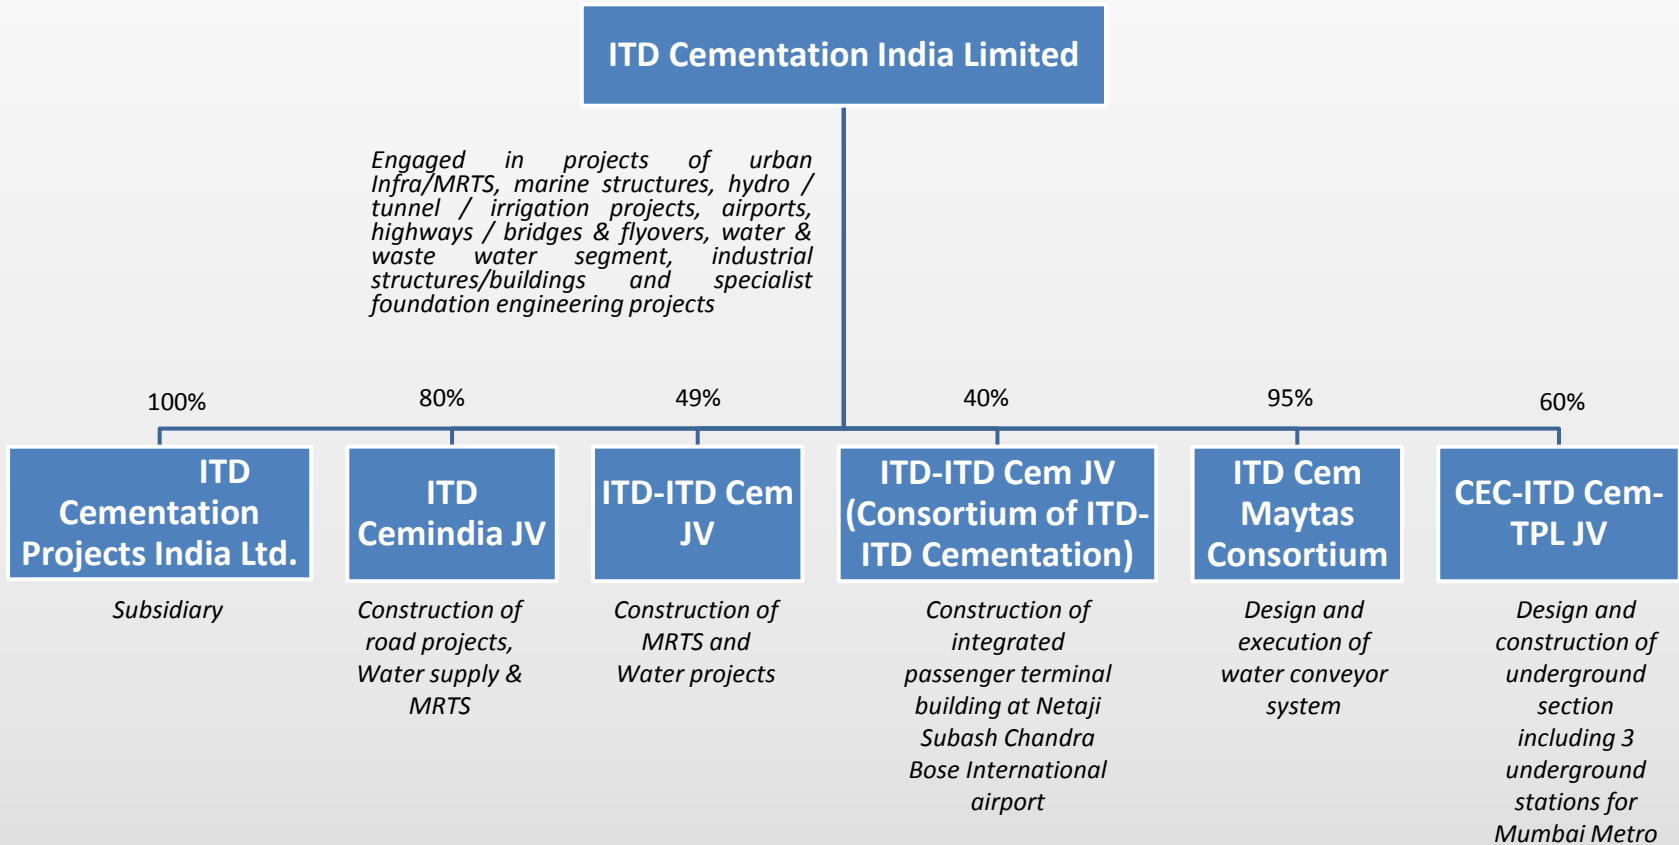 ITD Cementation India Limited
Engaged in projects of urban
Infra/MRTS, marine structures, hydro /
tunnel / irrigation projects, airports,
highways / bridges & flyovers, water &
waste water segment, industrial
structures/buildings and specialist
foundation engineering projects
100%
80%
49%
40%
95%
60%
ITD
Cementation
Projects India Ltd.
ITD
Cemindia JV
ITD-ITD Cem
JV
ITD-ITD Cem JV
(Consortium of ITD-
ITD Cementation)
ITD Cem
Maytas
Consortium
CEC-ITD Cem-
TPL JV
Subsidiary
Construction of
road projects,
Water supply &
MRTS
Construction of
MRTS and
Water projects
Construction of
integrated
passenger terminal
building at Netaji
Subash Chandra
Bose International
airport
Design and
execution of
water conveyor
system
Design and
construction of
underground
section
including 3
underground
stations for
Mumbai Metro